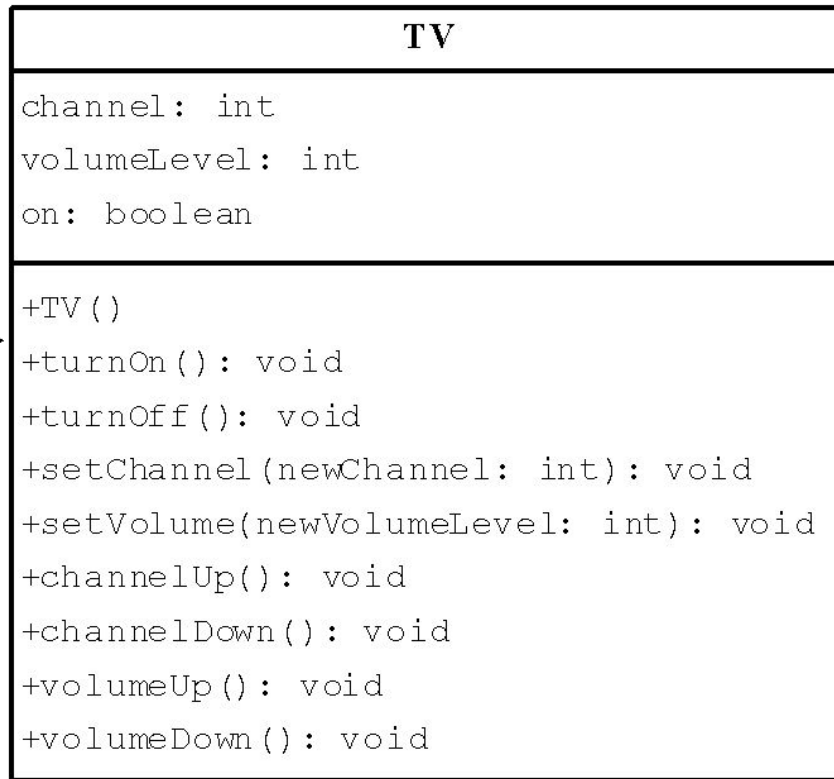 TV
channel: int
volumeLevel: int
on: boolean
+TV()
+turnOn(): void
+turnOff(): void
+setChannel(newChannel: int): void
+setVolume(newVolumeLevel: int): void
+channelUp(): void
+channelDown(): void
+volumeUp(): void
+volumeDown(): void